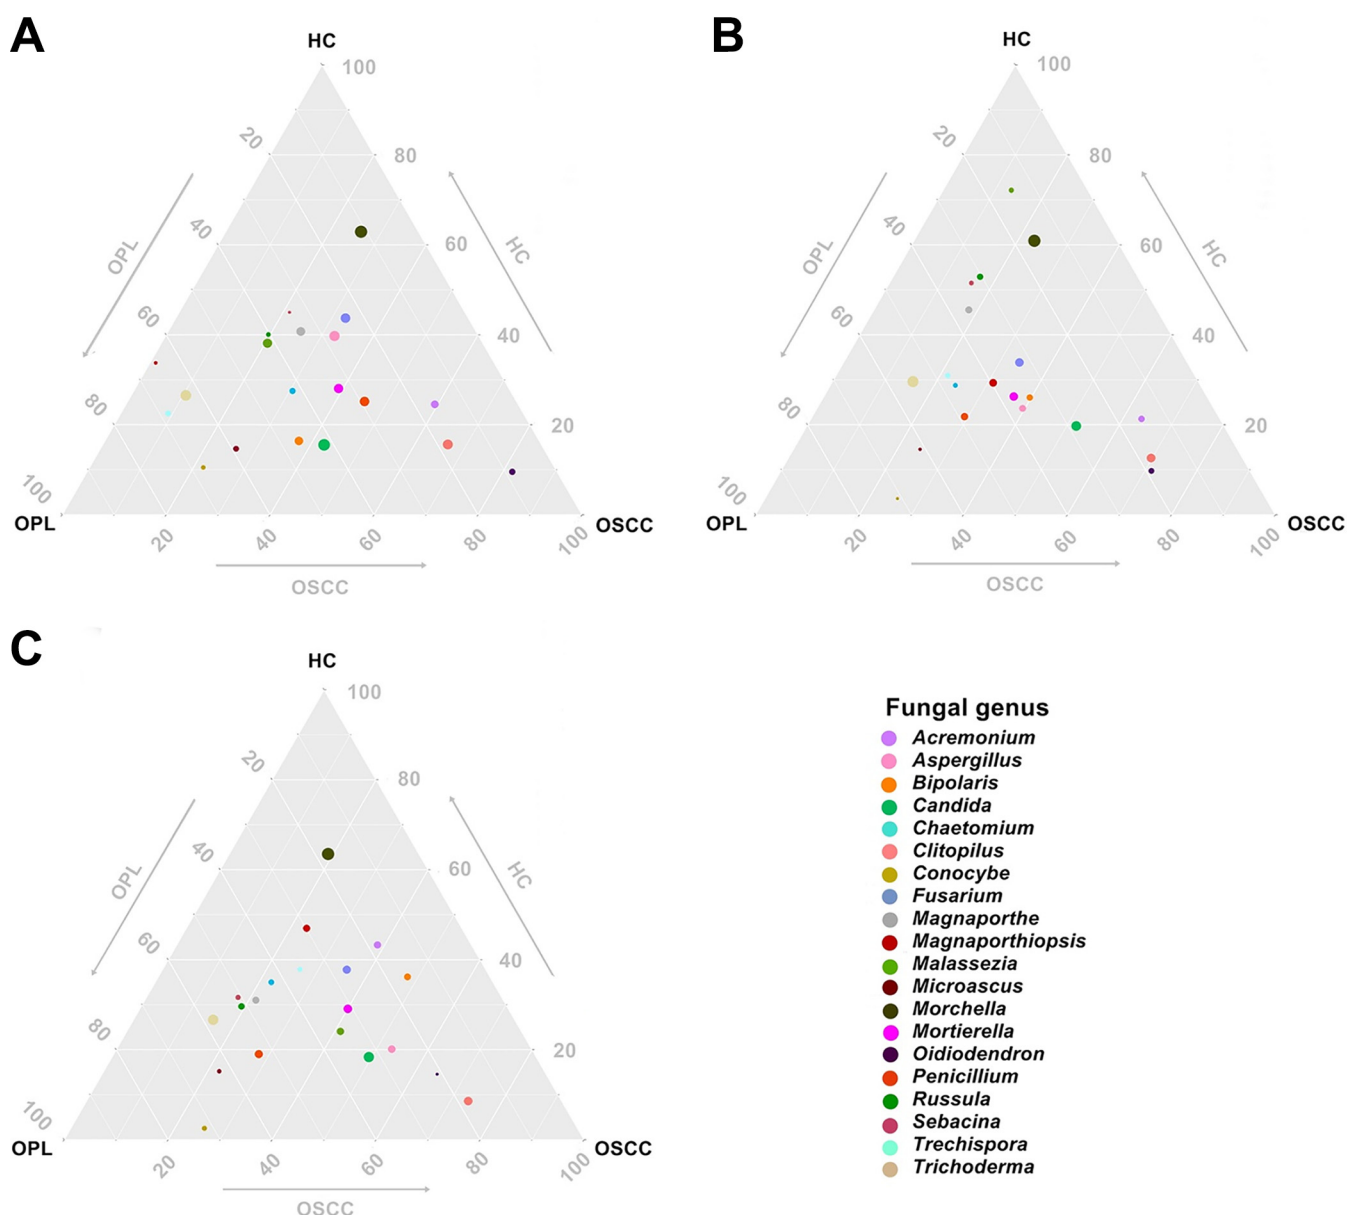 A
HC
100
20
80
40
60
OPL
HC
60
40
80
20
100
OPL
OSCC
20
40
60
80
100
OSCC
B
HC
100
20
80
40
60
OPL
HC
60
40
80
20
100
OPL
OSCC
20
40
60
80
100
OSCC
C
HC
100
20
80
40
60
OPL
HC
60
40
80
20
100
OPL
OSCC
20
40
60
80
100
OSCC
Fungal genus
Acremonium
Aspergillus
Bipolaris
Candida
Chaetomium
Clitopilus
Conocybe
Fusarium
Magnaporthe
Magnaporthiopsis
Malassezia
Microascus
Morchella
Mortierella
Oidiodendron
Penicillium
Russula
Sebacina
Trechispora
Trichoderma